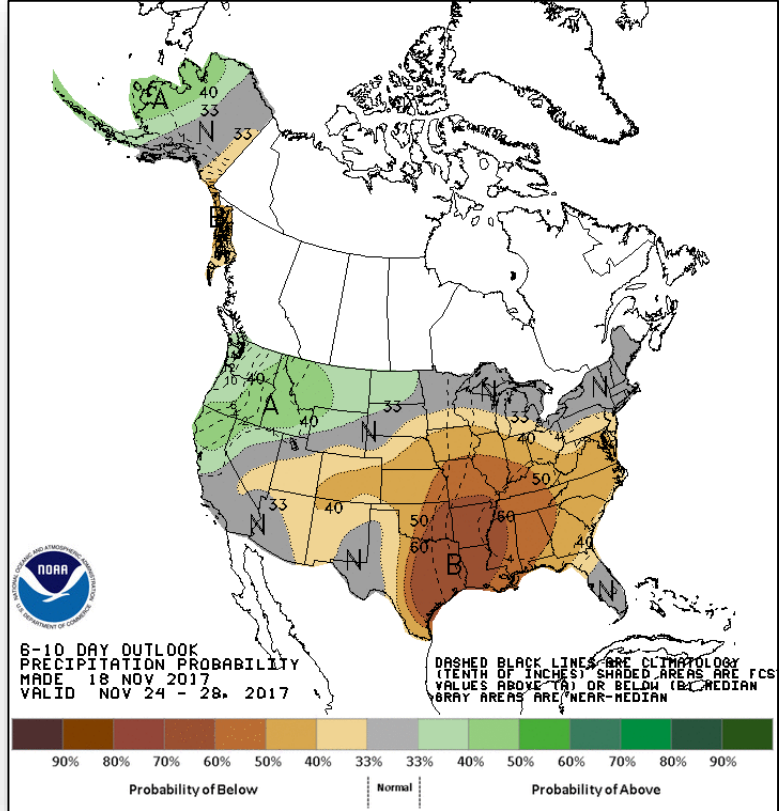 A
40
33
N
33
B
40
A
40
33
N
N
33
40
N
50
33
N
40
N
50
60
50
60
B
40
N
NATIONAL OCEANIC AND ATMOSPHERIC ADMINISTRATION
NOAA
U.S. DEPARTMENT OF COMMERCE
6-10 DAY OUTLOOK
PRECIPITATION PROBABILITY
MADE 18 NOV 2017
VALID NOV 24 - 28, 2017
DASHED BLACK LINES ARE CLIMATOLOGY
(TENTH OF INCHES) SHADED AREAS ARE FCST
VALUES ABOVE (A) OR BELOW (B) MEDIAN
GRAY AREAS ARE NEAR-MEDIAN
90% 80% 70% 60% 50% 40% 33% 33% 40% 50% 60% 70% 80% 90%
Probability of Below Normal Probability of Above